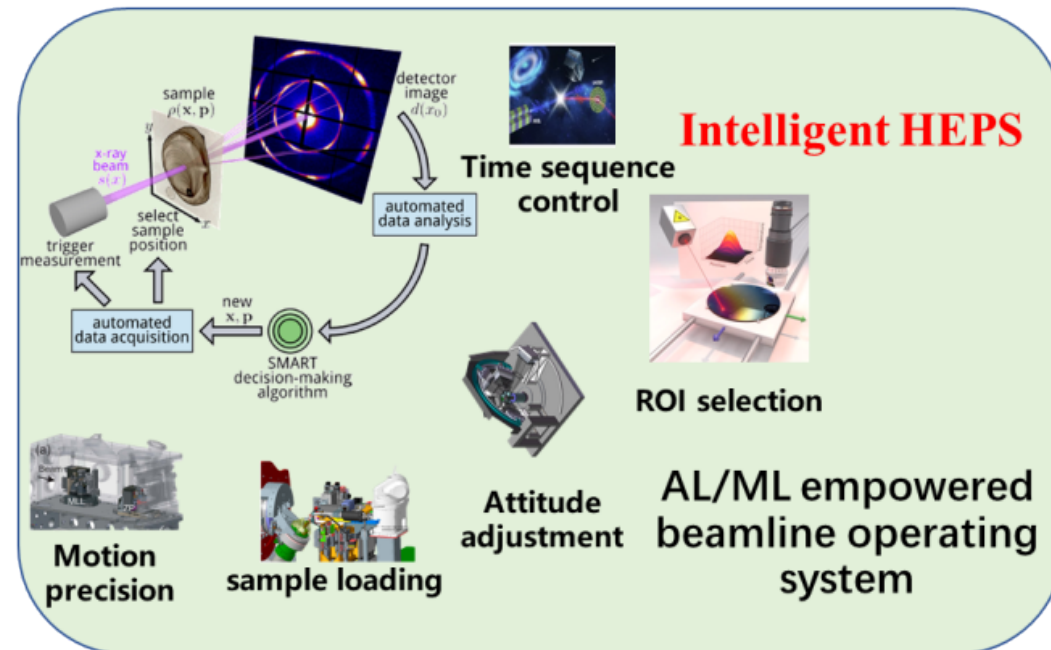 sample
ρ(x, p)
y
x
x-ray
beam
s(x)
detector
image
d(x₀)
trigger
measurement
select
sample
position
automated
data analysis
automated
data acquisition
new
x, p
SMART
decision-making
algorithm
Time sequence
control
Intelligent HEPS
ROI selection
(a)
Beam
Motion
precision
sample loading
Attitude
adjustment
AL/ML empowered
beamline operating
system